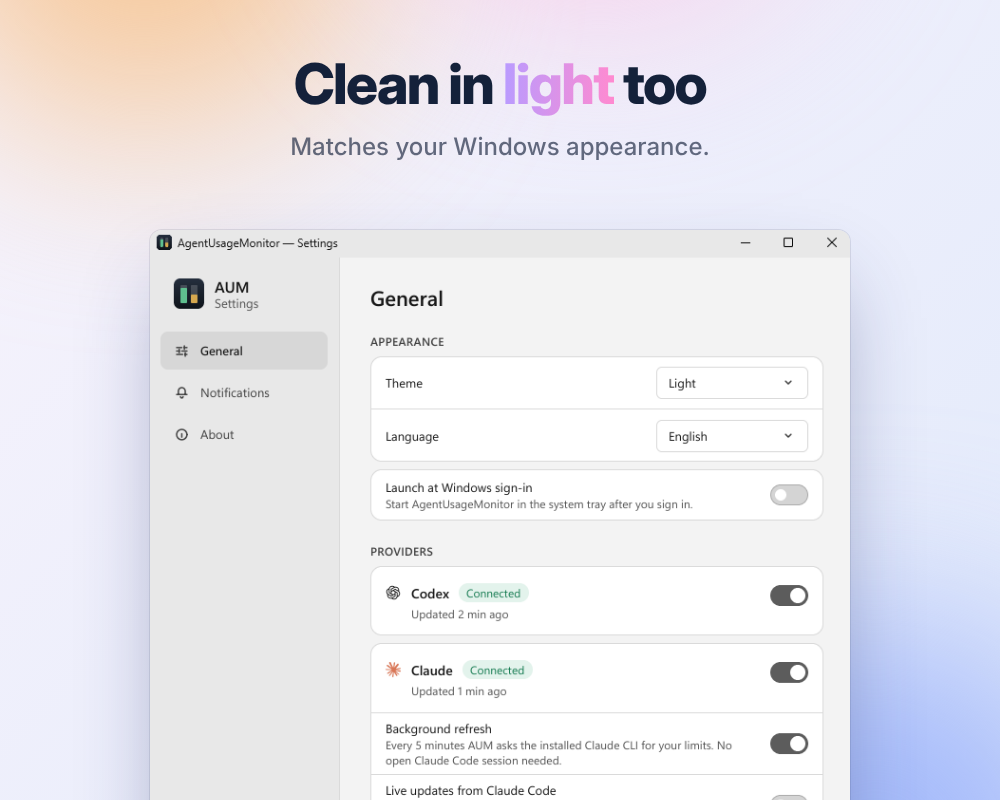 Clean in light too
Matches your Windows appearance.
AgentUsageMonitor — Settings
AUM
Settings
General
Notifications
About
General
APPEARANCE
Theme
Light
Language
English
Launch at Windows sign-in
Start AgentUsageMonitor in the system tray after you sign in.
PROVIDERS
Codex Connected
Updated 2 min ago
Claude Connected
Updated 1 min ago
Background refresh
Every 5 minutes AUM asks the installed Claude CLI for your limits. No
open Claude Code session needed.
Live updates from Claude Code